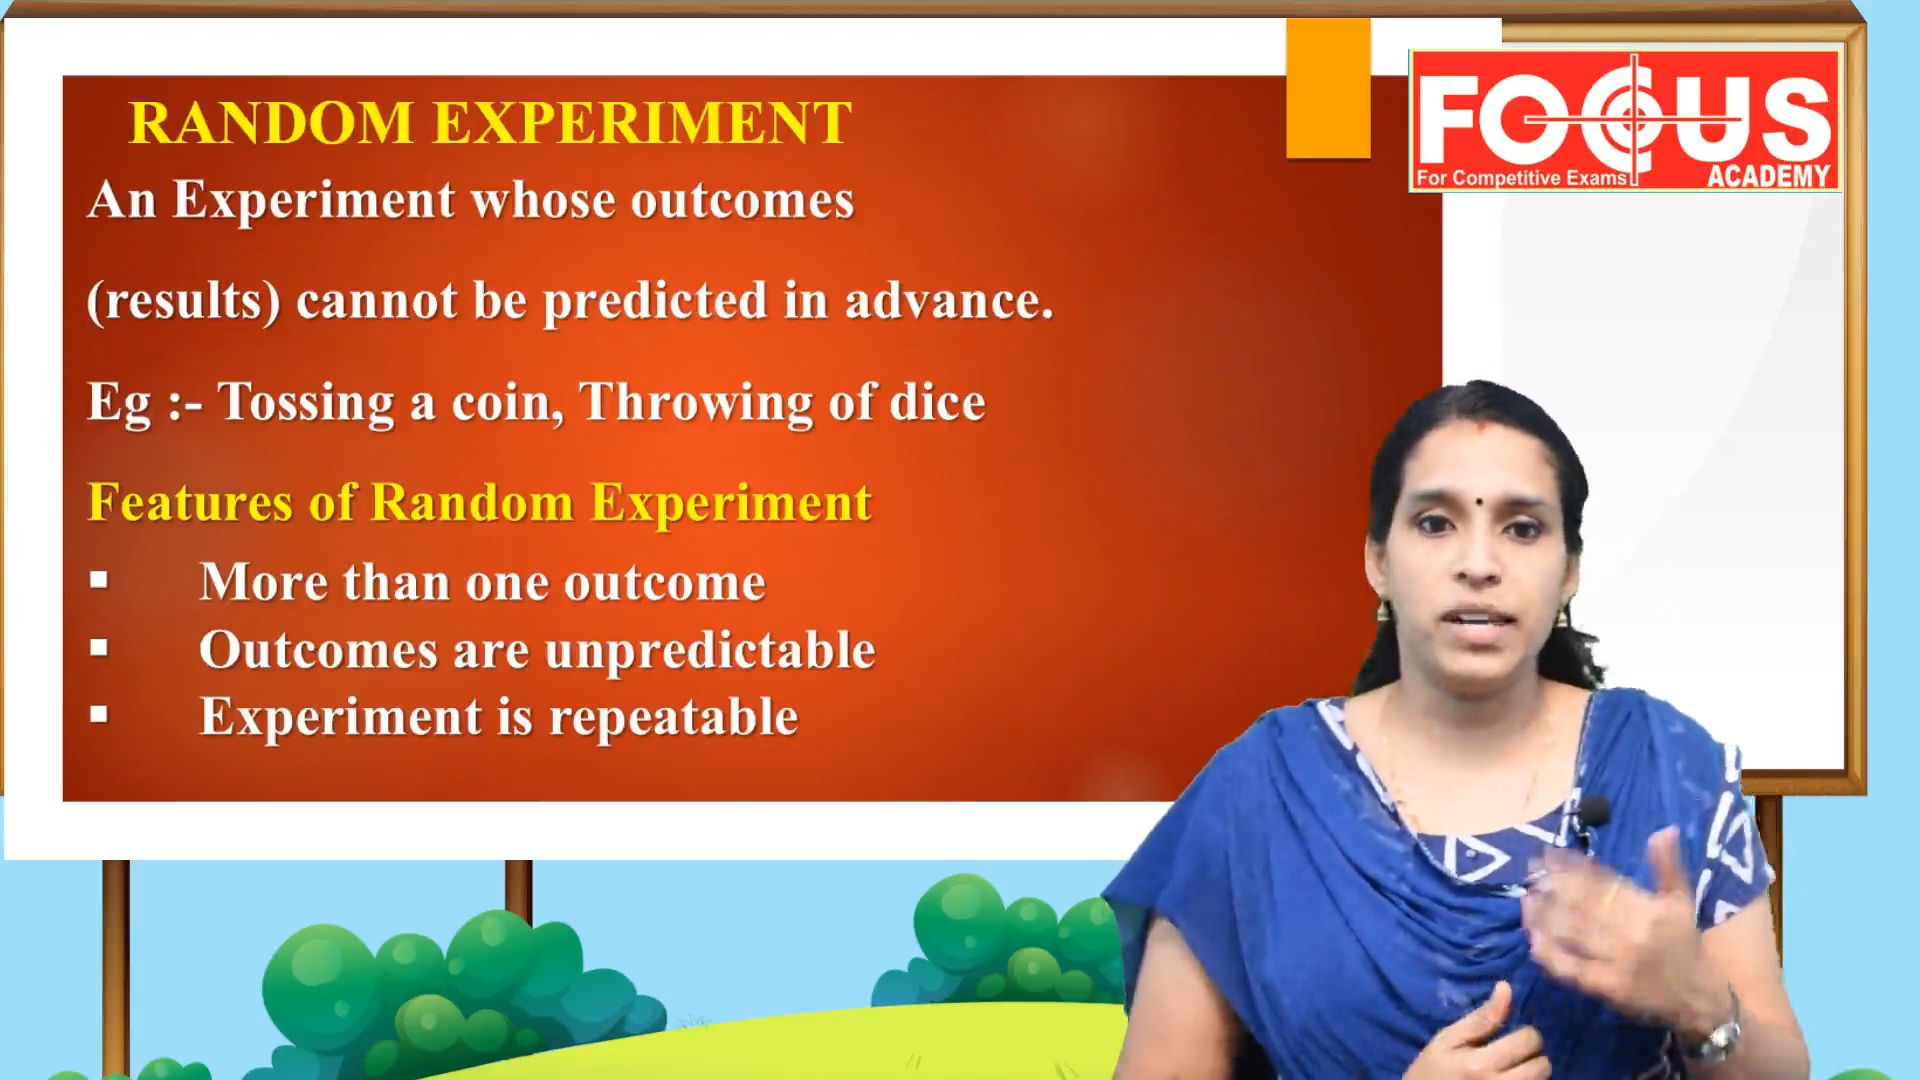 RANDOM EXPERIMENT
An Experiment whose outcomes
(results) cannot be predicted in advance.
Eg :- Tossing a coin, Throwing of dice
Features of Random Experiment
▪ More than one outcome
▪ Outcomes are unpredictable
▪ Experiment is repeatable
FOCUS
For Competitive Exams ACADEMY